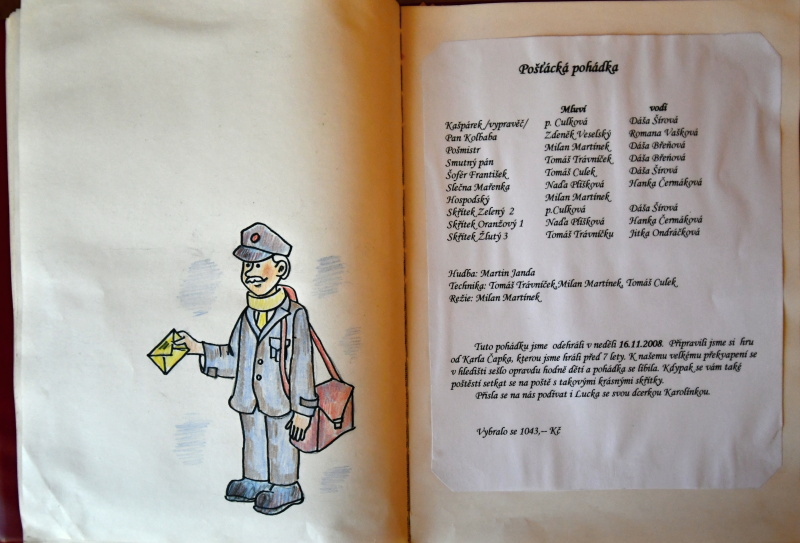 Pošťácká pohádka
Mluví vodí
Kašpárek /vypravěč/ p. Culková Dáša Šírová
Pan Kolbaba Zdeněk Veselský Romana Vašková
Pošmistr Milan Martínek Dáša Břeňová
Smutný pán Tomáš Trávníček Dáša Břeňová
Šofér František Tomáš Culek Dáša Šírová
Slečna Mařenka Naďa Plíšková Hanka Čermáková
Hospodský Milan Martínek
Skřítek Zelený 2 p.Culková Dáša Šírová
Skřítek Oranžový 1 Naďa Plíšková Hanka Čermáková
Skřítek Žlutý 3 Tomáš Trávníčku Jitka Ondráčková
Hudba: Martin Janda
Technika: Tomáš Trávníček,Milan Martínek, Tomáš Culek
Režie: Milan Martínek
Tuto pohádku jsme odehráli v neděli 16.11.2008. Připravili jsme si hru
od Karla Čapka, kterou jsme hráli před 7 lety. K našemu velkému překvapení se
v hledišti sešlo opravdu hodně dětí a pohádka se líbila. Kdypak se vám také
poštěstí setkat se na poště s takovými krásnými skřítky.
Přišla se na nás podívat i Lucka se svou dcerkou Karolínkou.
Vybralo se 1043,– Kč